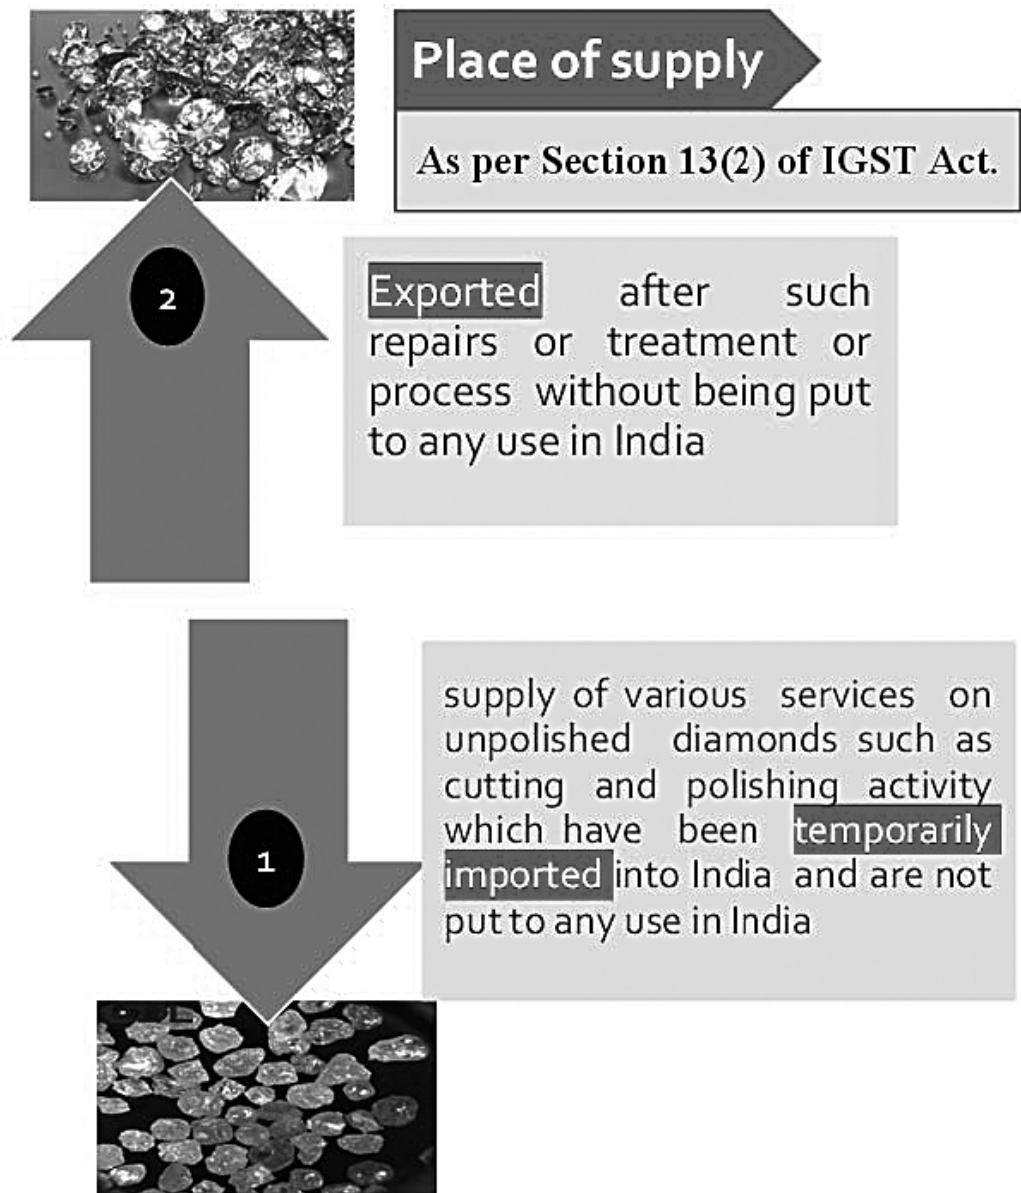 Place of supply
As per Section 13(2) of IGST Act.
2
Exported after such
repairs or treatment or
process without being put
to any use in India
supply of various services on
unpolished diamonds such as
cutting and polishing activity
which have been temporarily
imported into India and are not
put to any use in India
1